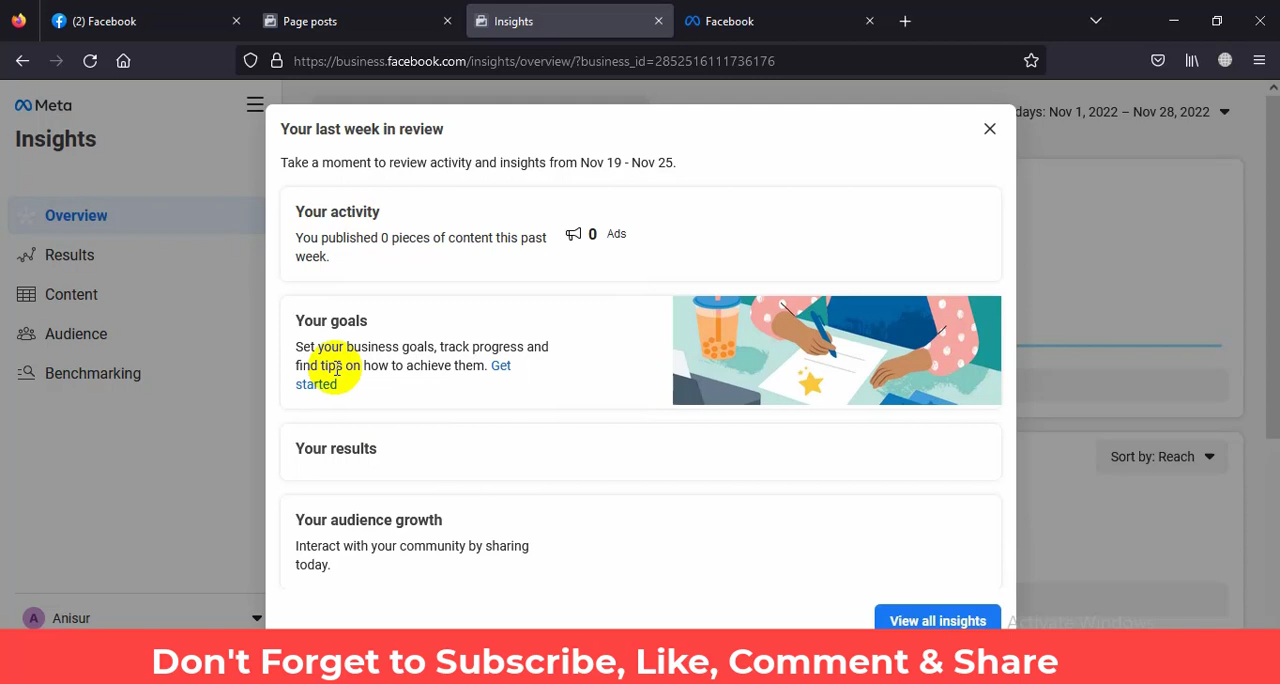 (2) Facebook
Page posts
Insights
Facebook
https://business.facebook.com/insights/overview/?business_id=2852516111736176
Meta
Insights
Overview
Results
Content
Audience
Benchmarking
A Anisur
days: Nov 1, 2022 – Nov 28, 2022
Sort by: Reach
Your last week in review
Take a moment to review activity and insights from Nov 19 - Nov 25.
Your activity
You published 0 pieces of content this past
week.
0 Ads
Your goals
Set your business goals, track progress and
find tips on how to achieve them. Get
started
Your results
Your audience growth
Interact with your community by sharing
today.
View all insights
Activate Windows
Don't Forget to Subscribe, Like, Comment & Share